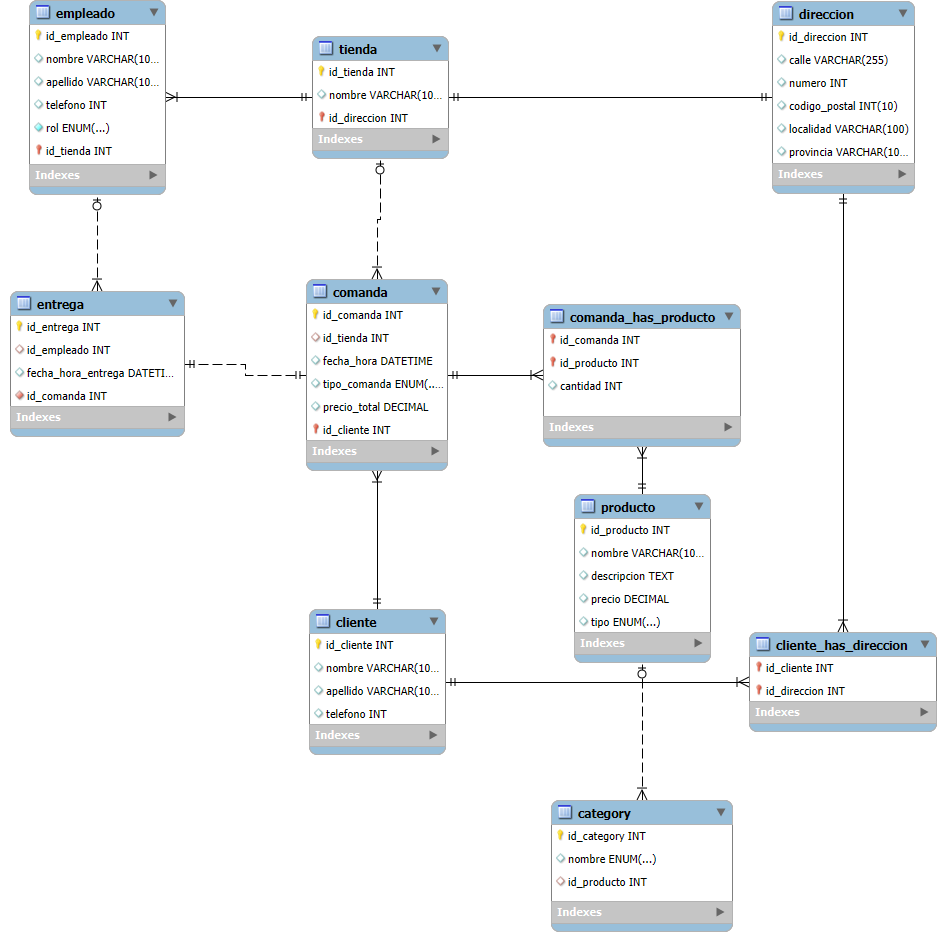 empleado
id_empleado INT
nombre VARCHAR(10...
apellido VARCHAR(10...
telefono INT
rol ENUM(...)
id_tienda INT
Indexes
tienda
id_tienda INT
nombre VARCHAR(10...
id_direccion INT
Indexes
direccion
id_direccion INT
calle VARCHAR(255)
numero INT
codigo_postal INT(10)
localidad VARCHAR(100)
provincia VARCHAR(10...
Indexes
entrega
id_entrega INT
id_empleado INT
fecha_hora_entrega DATETI...
id_comanda INT
Indexes
comanda
id_comanda INT
id_tienda INT
fecha_hora DATETIME
tipo_comanda ENUM(...
precio_total DECIMAL
id_cliente INT
Indexes
comanda_has_producto
id_comanda INT
id_producto INT
cantidad INT
Indexes
producto
id_producto INT
nombre VARCHAR(10...
descripcion TEXT
precio DECIMAL
tipo ENUM(...)
Indexes
cliente
id_cliente INT
nombre VARCHAR(10...
apellido VARCHAR(10...
telefono INT
Indexes
cliente_has_direccion
id_cliente INT
id_direccion INT
Indexes
category
id_category INT
nombre ENUM(...)
id_producto INT
Indexes